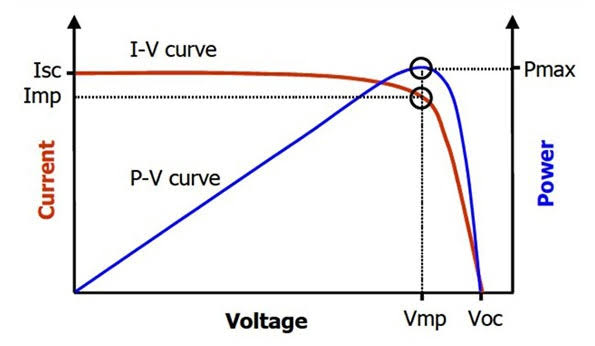 I-V curve
Isc
Pmax
Imp
Current
P-V curve
Power
Voltage
Vmp
Voc